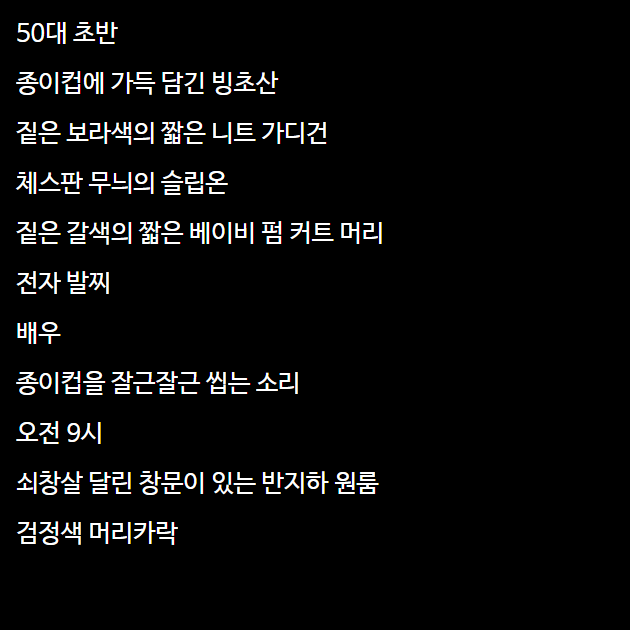 50대 초반
종이컵에 가득 담긴 빙초산
짙은 보라색의 짧은 니트 가디건
체스판 무늬의 슬립온
짙은 갈색의 짧은 베이비 펌 커트 머리
전자 발찌
배우
종이컵을 잘근잘근 씹는 소리
오전 9시
쇠창살 달린 창문이 있는 반지하 원룸
검정색 머리카락